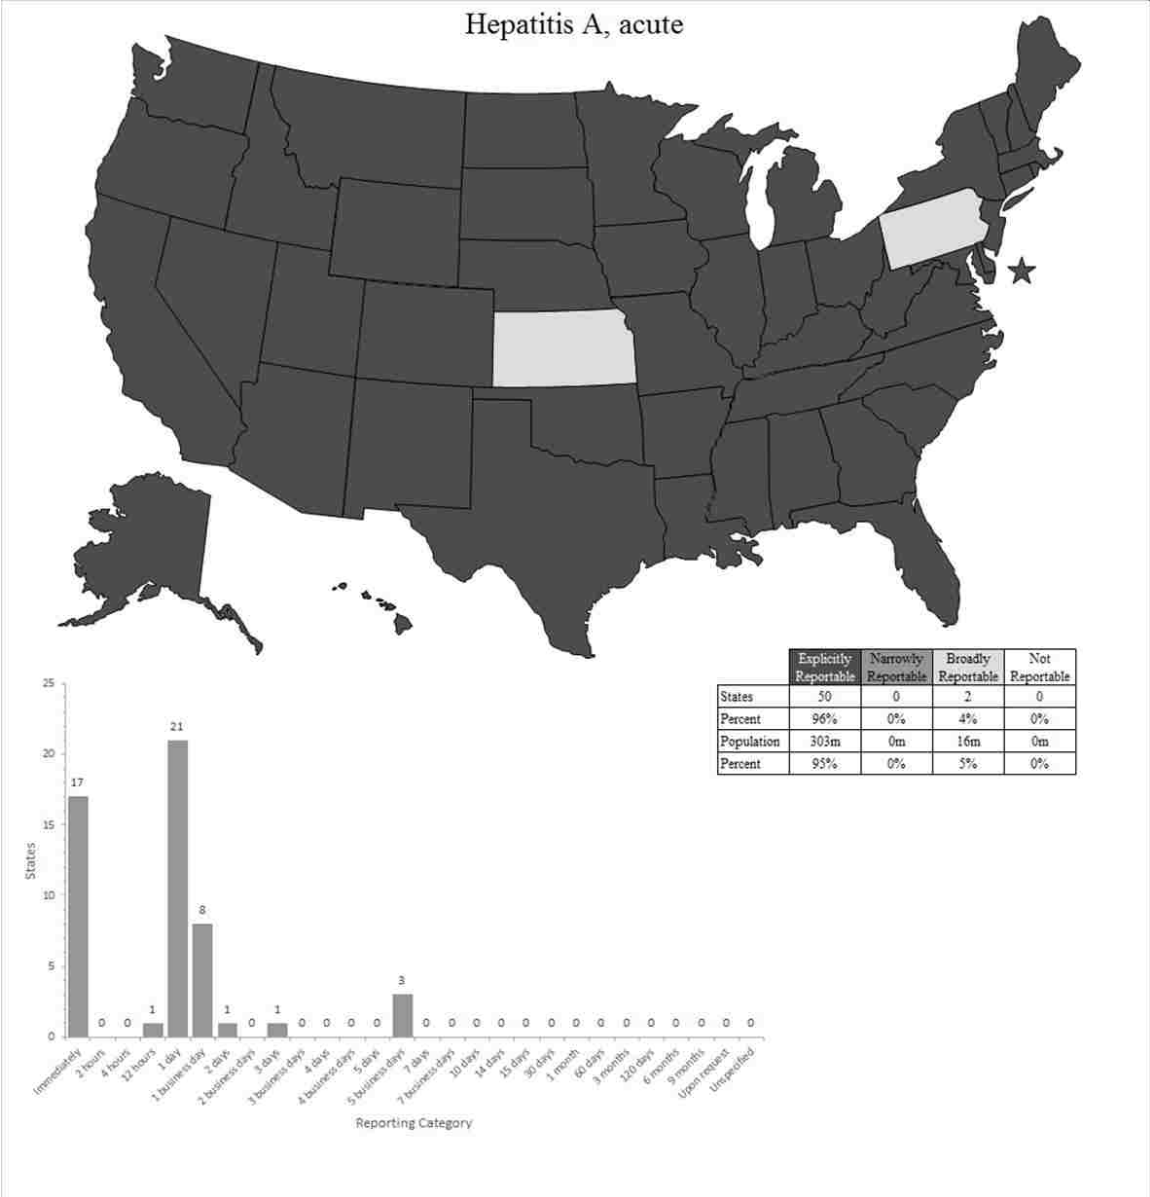 Hepatitis A, acute
Explicitly Reportable Narrowly Reportable Broadly Reportable Not Reportable
States 50 0 2 0
Percent 96% 0% 4% 0%
Population 303m 0m 16m 0m
Percent 95% 0% 5% 0%
25
20
15
10
5
0
States
17 0 0 1 21 8 1 0 1 0 0 0 0 3 0 0 0 0 0 0 0 0 0 0 0 0 0 0
Immediately
2 hours
4 hours
12 hours
1 day
1 business day
2 days
2 business days
3 days
3 business days
4 days
4 business days
5 days
5 business days
7 days
7 business days
10 days
14 days
15 days
30 days
1 month
60 days
3 months
120 days
6 months
9 months
Upon request
Unspecified
Reporting Category